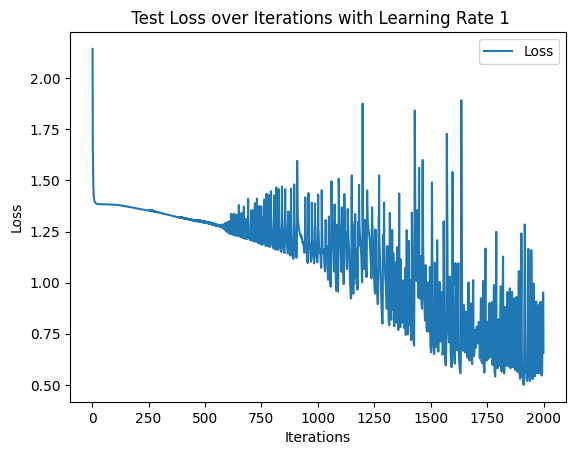 Test Loss over Iterations with Learning Rate 1
Loss
2.00
1.75
1.50
1.25
1.00
0.75
0.50
Loss
0 250 500 750 1000 1250 1500 1750 2000
Iterations